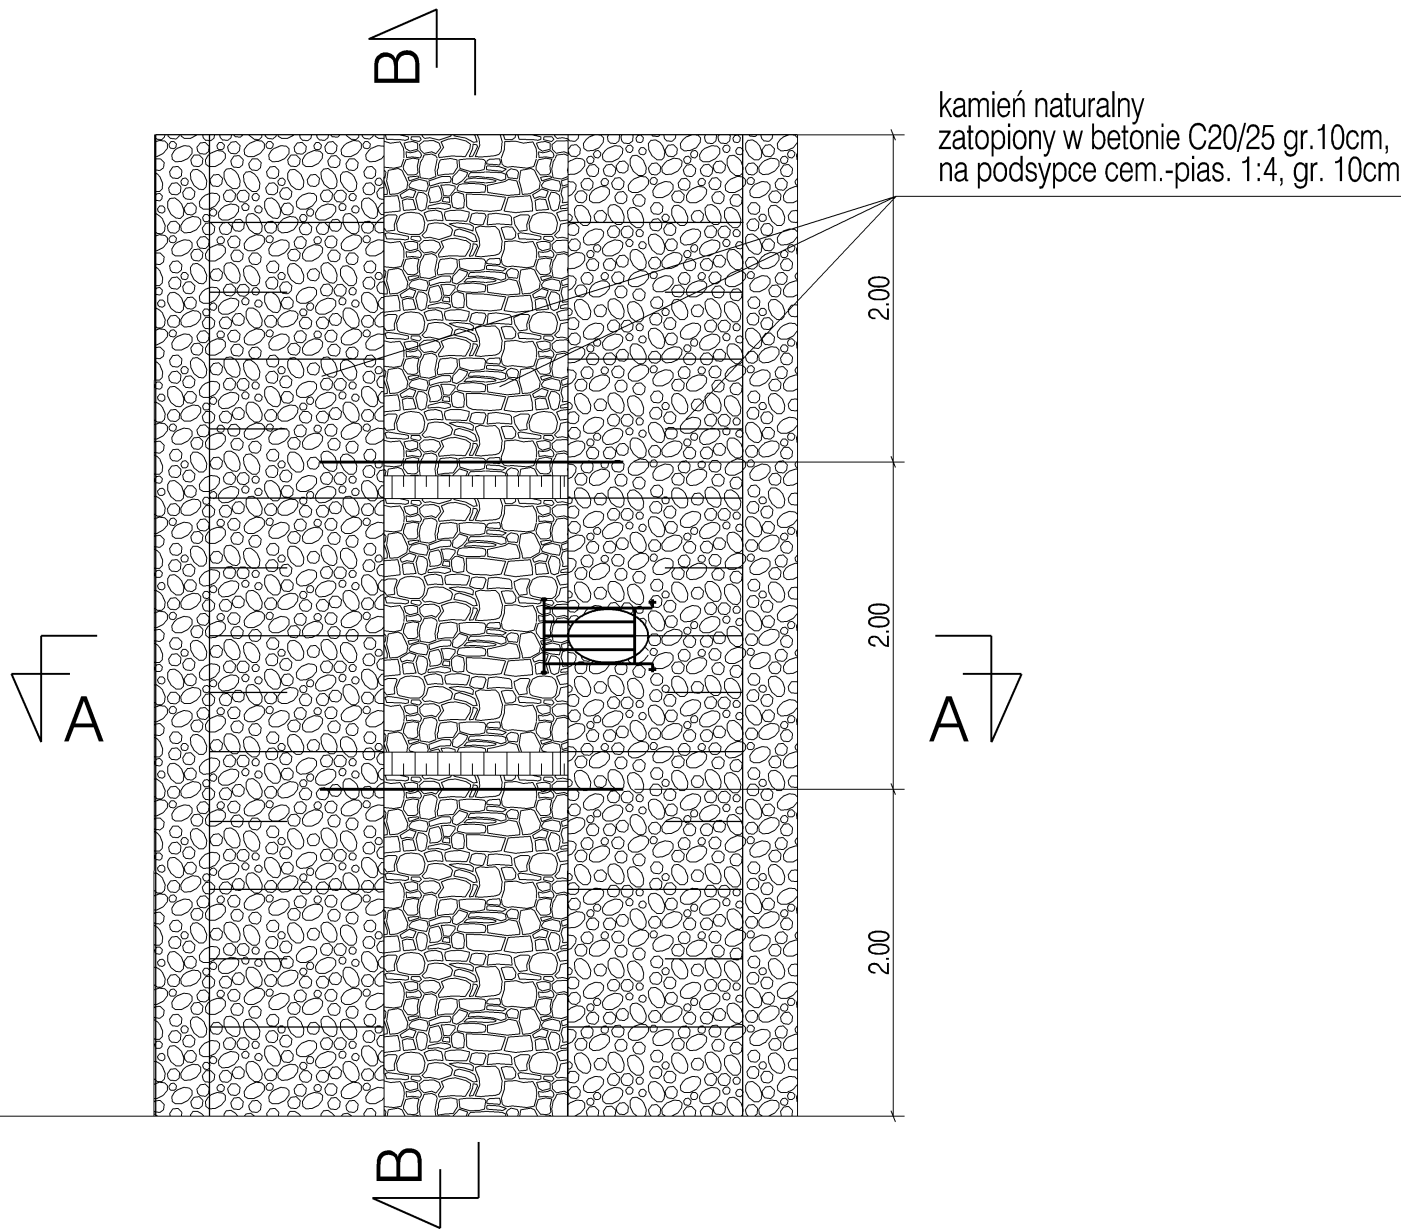 B
kamień naturalny
zatopiony w betonie C20/25 gr.10cm,
na podsypce cem.-pias. 1:4, gr. 10cm
2.00
2.00
A
A
2.00
B